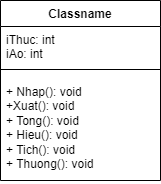 Classname
iThuc: int
iAo: int
+ Nhap(): void
+Xuat(): void
+ Tong(): void
+ Hieu(): void
+ Tich(): void
+ Thuong(): void